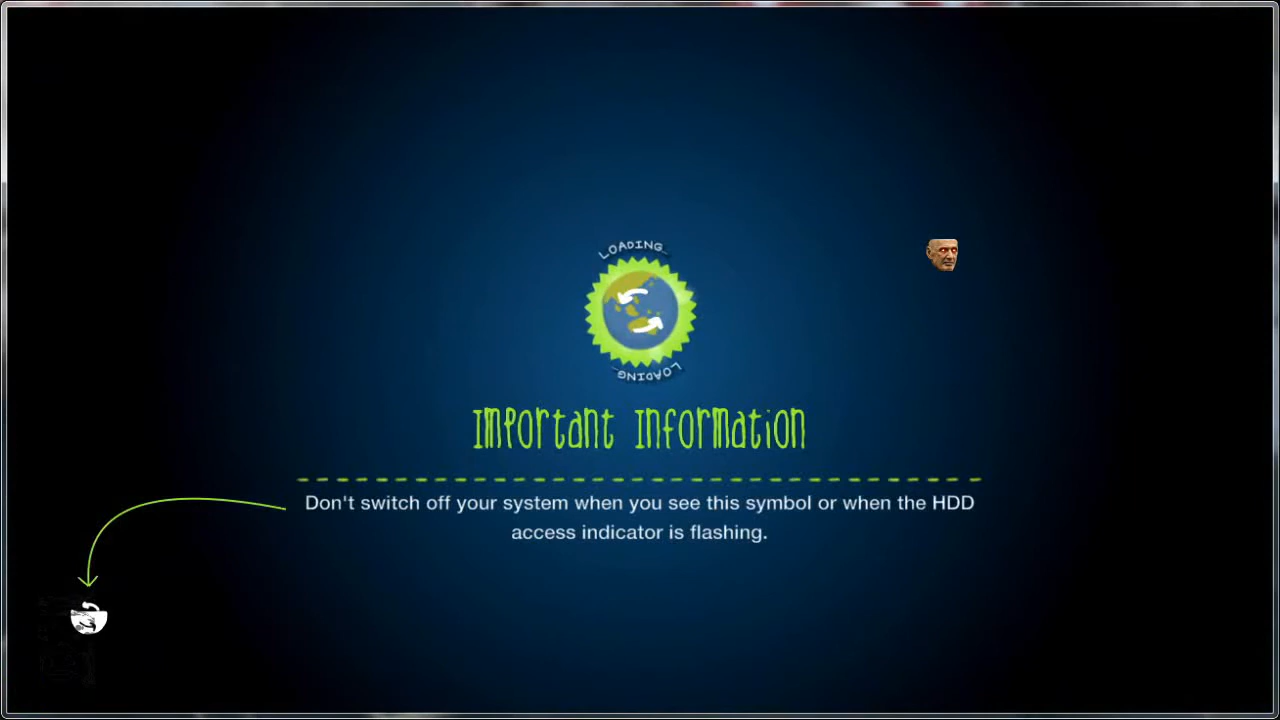 LOADING...
LOADING...
Important Information
Don't switch off your system when you see this symbol or when the HDD
access indicator is flashing.